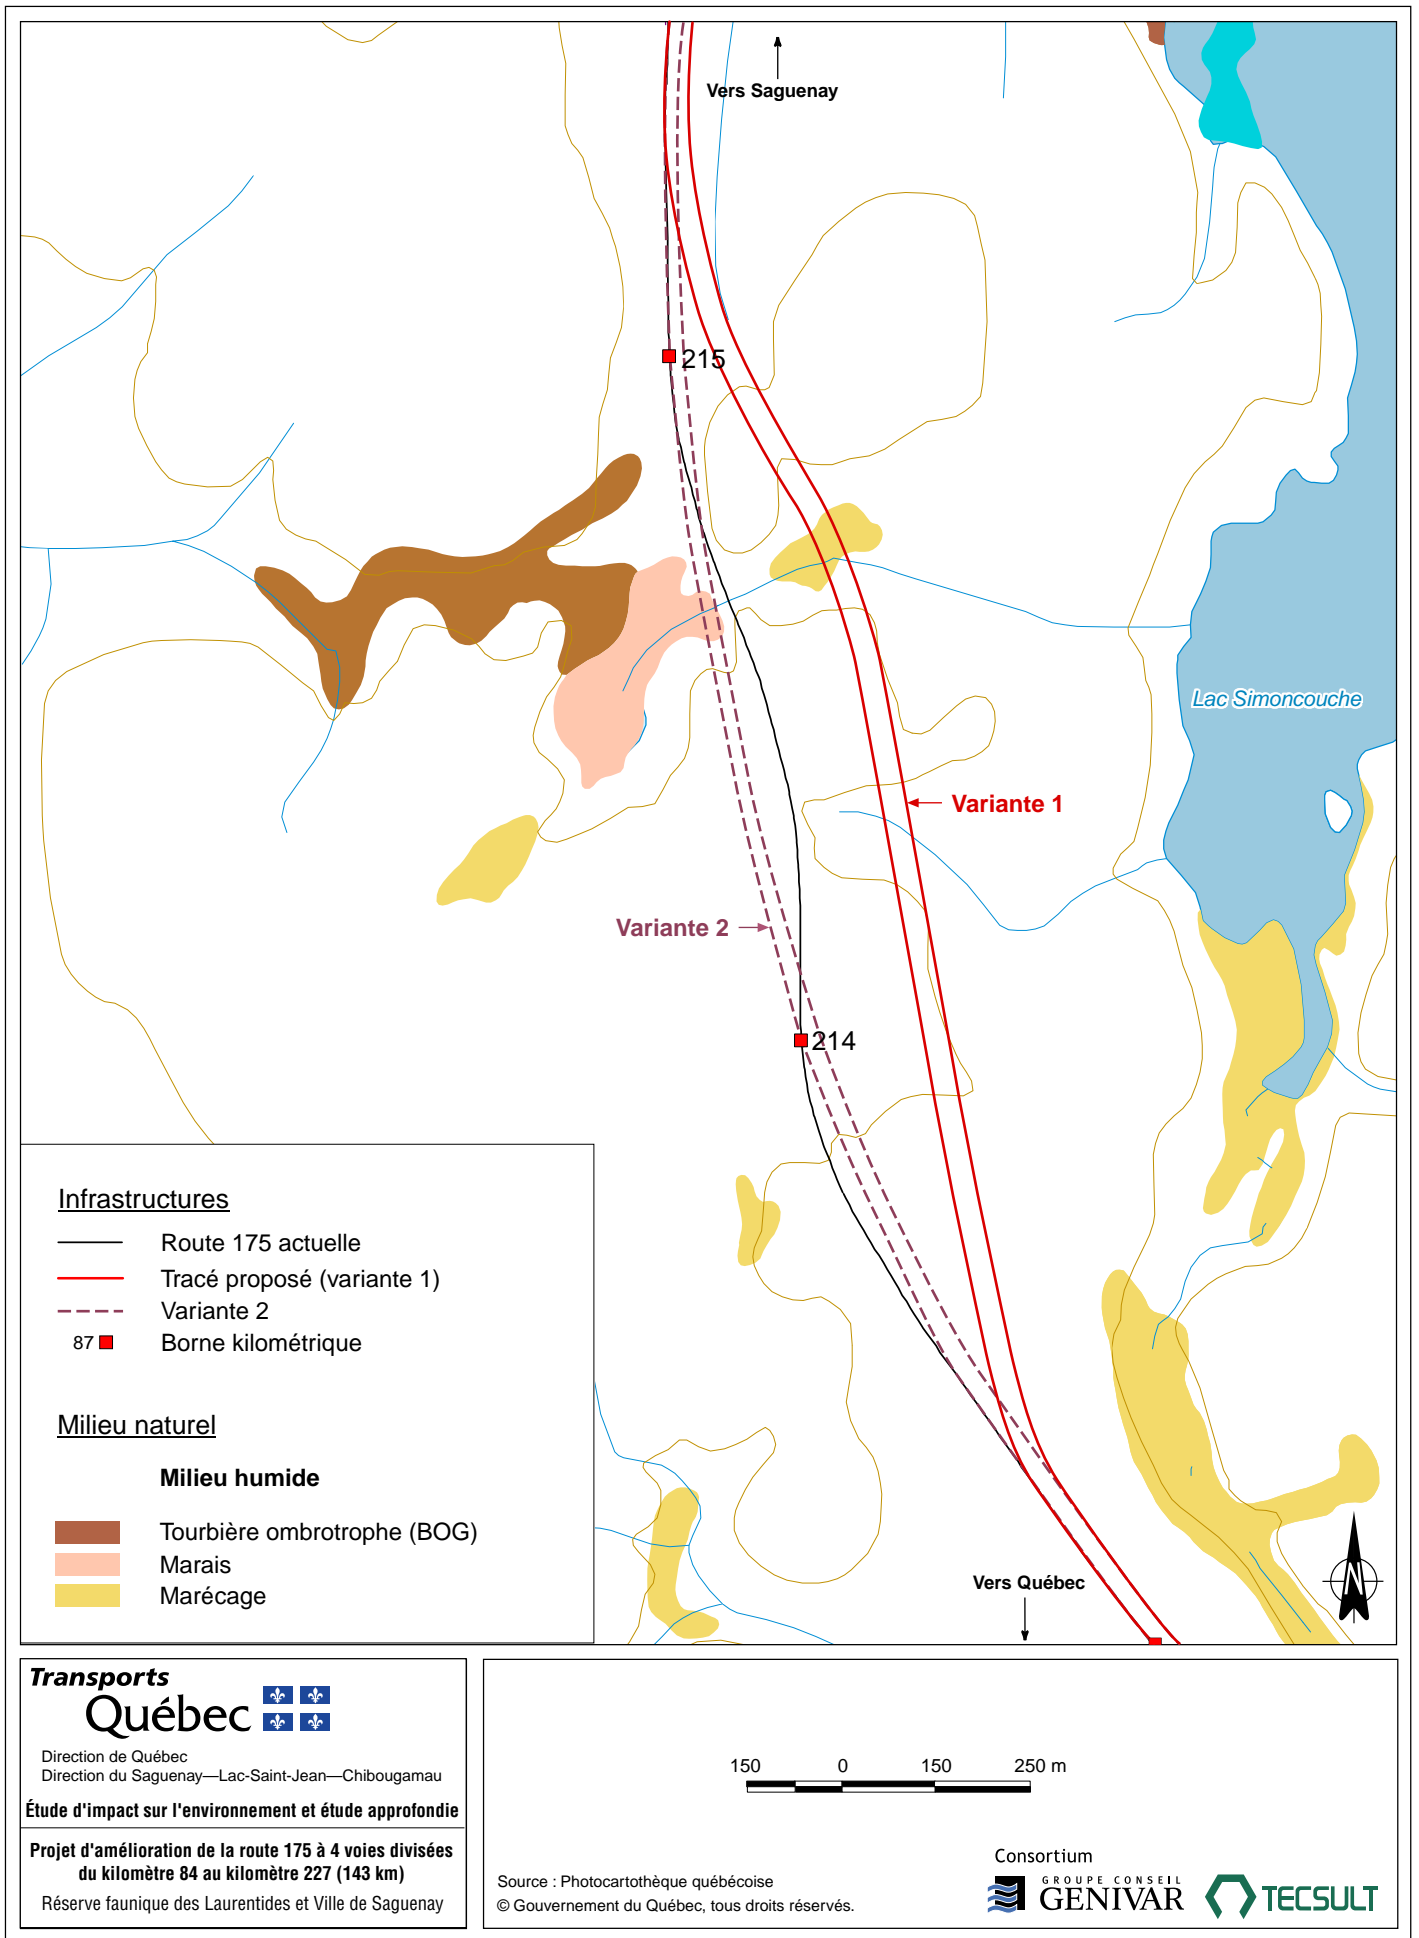 Vers Saguenay
215
Lac Simoncouche
Variante 1
Variante 2
214
Infrastructures
Route 175 actuelle
Tracé proposé (variante 1)
Variante 2
87 Borne kilométrique
Milieu naturel
Milieu humide
Tourbière ombrotrophe (BOG)
Marais
Marécage
Vers Québec
N
Transports
Québec
Direction de Québec
Direction du Saguenay—Lac-Saint-Jean—Chibougamau
Étude d'impact sur l'environnement et étude approfondie
Projet d'amélioration de la route 175 à 4 voies divisées
du kilomètre 84 au kilomètre 227 (143 km)
Réserve faunique des Laurentides et Ville de Saguenay
150 0 150 250 m
Source : Photocartothèque québécoise
© Gouvernement du Québec, tous droits réservés.
Consortium
GROUPE CONSEIL
GENIVAR
TECSULT